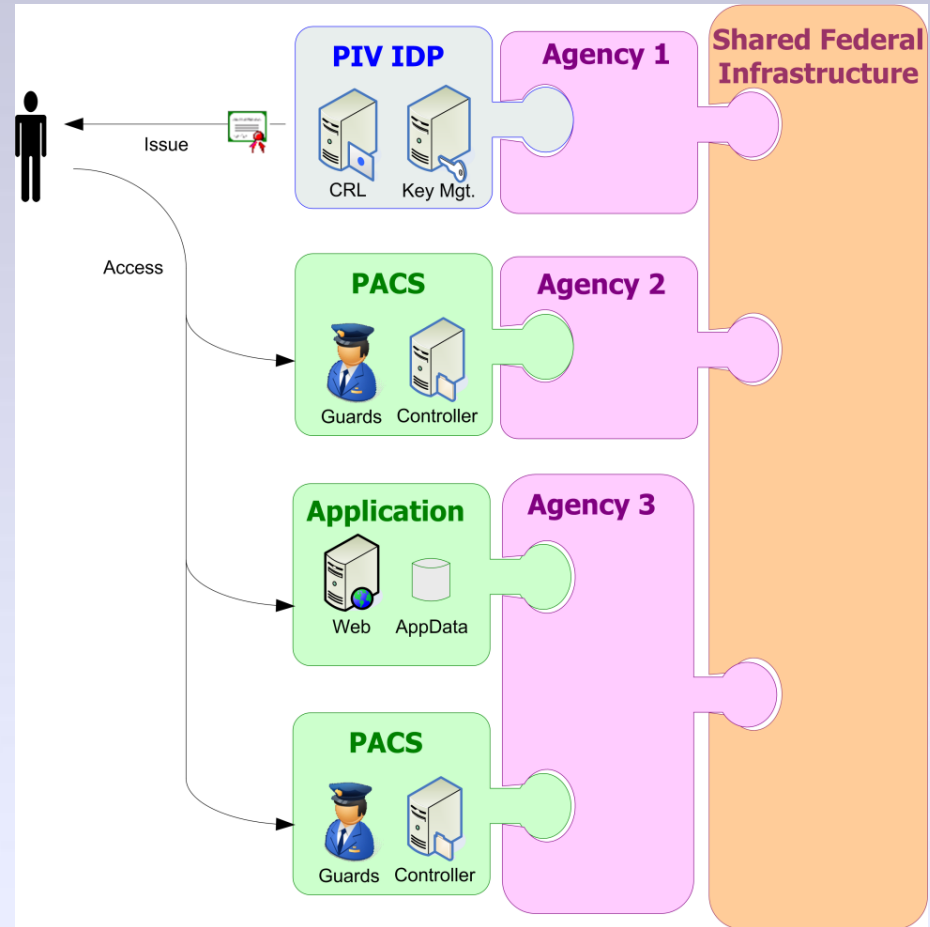 PIV IDP
Agency 1
Shared Federal
Infrastructure
Issue
CRL
Key Mgt.
Access
PACS
Agency 2
Guards
Controller
Application
Agency 3
Web
AppData
PACS
Guards
Controller